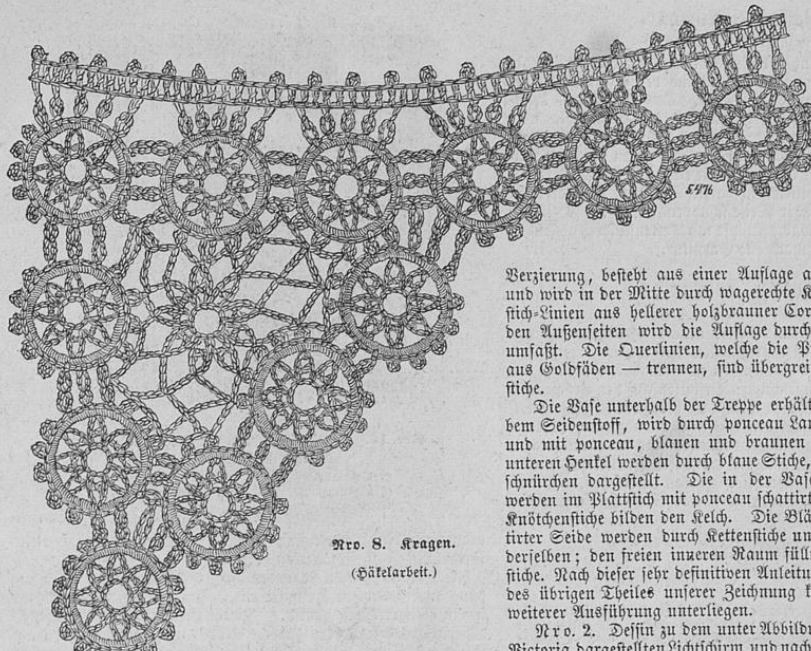 5476
Verzierung, besteht aus einer Auflage a
und wird in der Mitte durch wagerechte K
stich-Linien aus hellerer holzbrauner Cor
den Außenseiten wird die Auflage durch
umfaßt. Die Querlinien, welche die P
aus Goldfäden — trennen, sind übergrei
stiche.
Die Vase unterhalb der Treppe erhält
bem Seidenstoff, wird durch ponceau Lan
und mit ponceau, blauen und braunen
unteren Henkel werden durch blaue Stiche,
schnürchen dargestellt. Die in der Vase
werden im Plattstich mit ponceau schattirt
Knötchenstiche bilden den Kelch. Die Blä
tirter Seide werden durch Kettenstiche un
derselben; den freien inneren Raum füll
stiche. Nach dieser sehr definitiven Anleitu
des übrigen Theiles unserer Zeichnung k
weiterer Ausführung unterliegen.
Nro. 2. Dessin zu dem unter Abbildu
Victoria dargestellten Lichtschirm und nach
Nro. 8. Kragen.
(Häkelarbeit.)